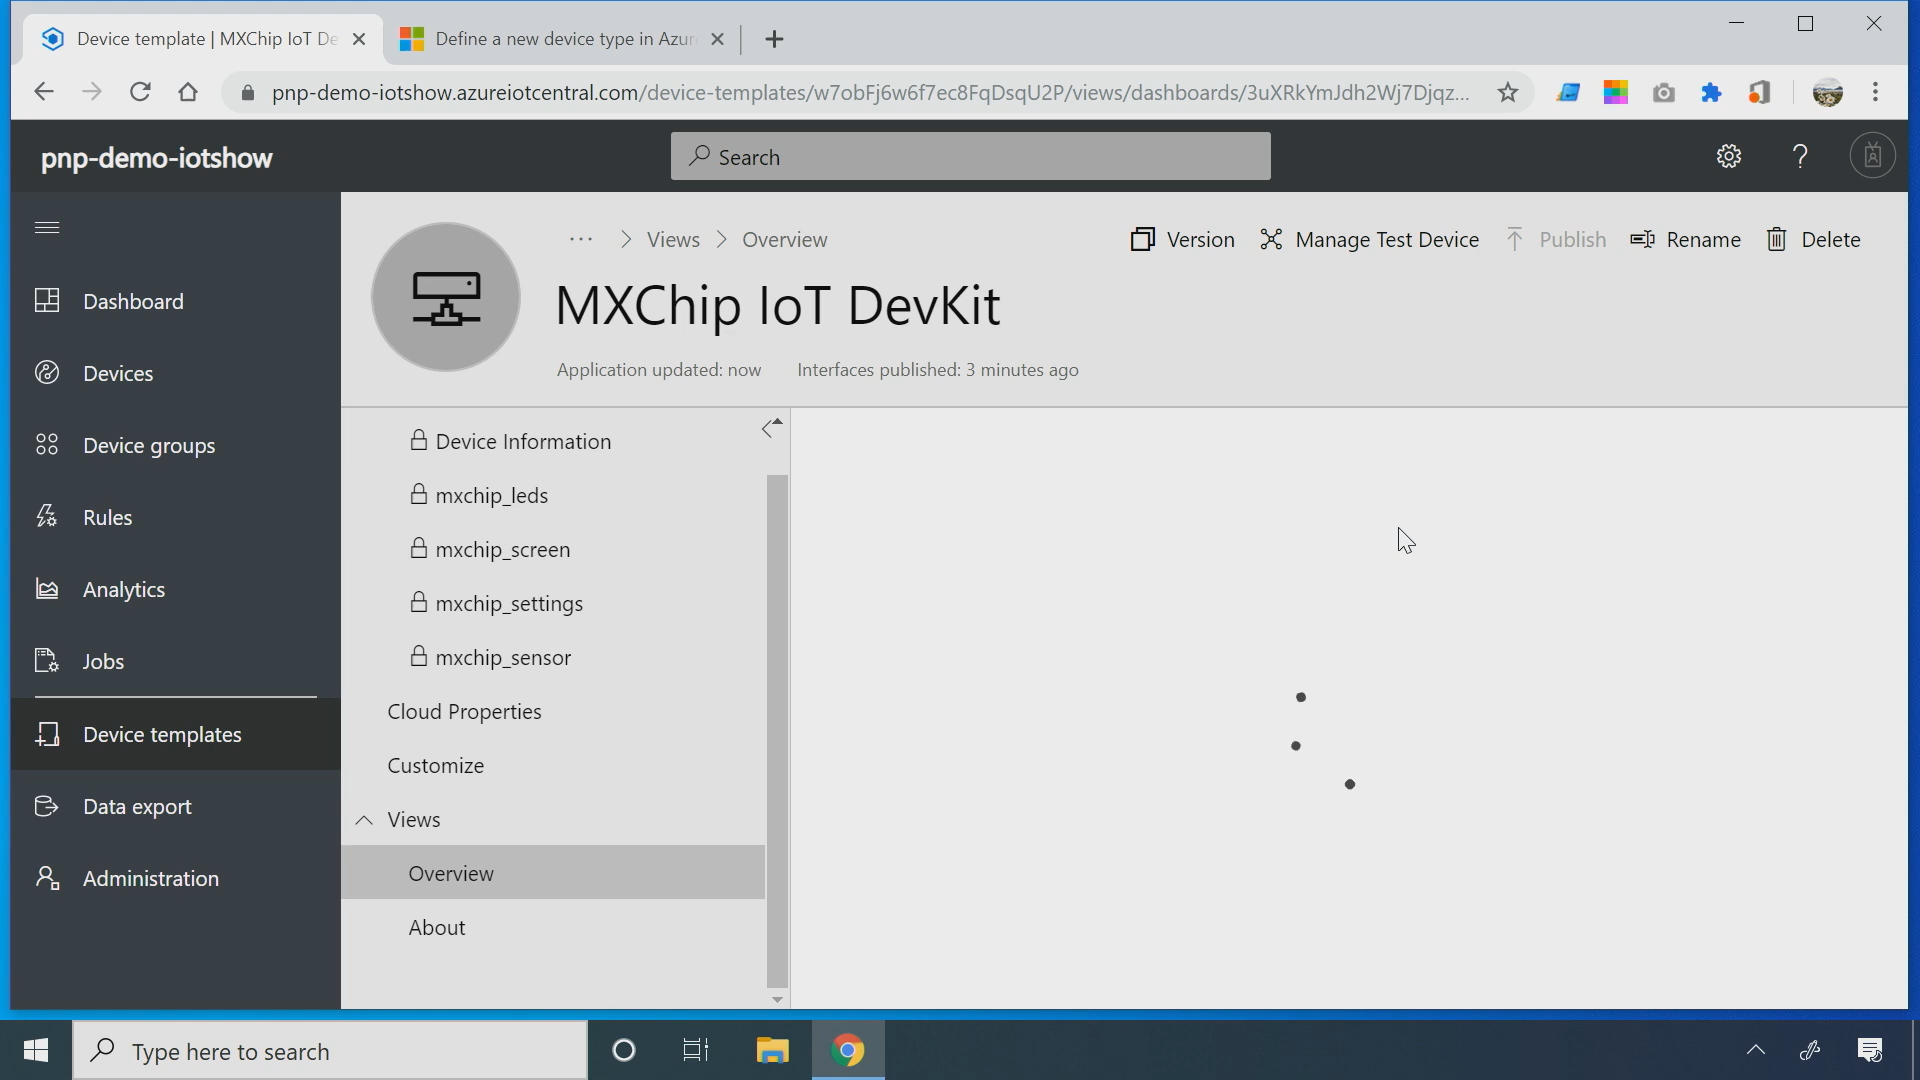 Device template | MXChip IoT De
Define a new device type in Azur
pnp-demo-iotshow.azureiotcentral.com/device-templates/w7obFj6w6f7ec8FqDsqU2P/views/dashboards/3uXRkYmJdh2Wj7Djqz...
pnp-demo-iotshow
Search
?
Dashboard
Devices
Device groups
Rules
Analytics
Jobs
Device templates
Data export
Administration
... > Views > Overview
Version
Manage Test Device
Publish
Rename
Delete
MXChip IoT DevKit
Application updated: now
Interfaces published: 3 minutes ago
Device Information
mxchip_leds
mxchip_screen
mxchip_settings
mxchip_sensor
Cloud Properties
Customize
Views
Overview
About
Type here to search